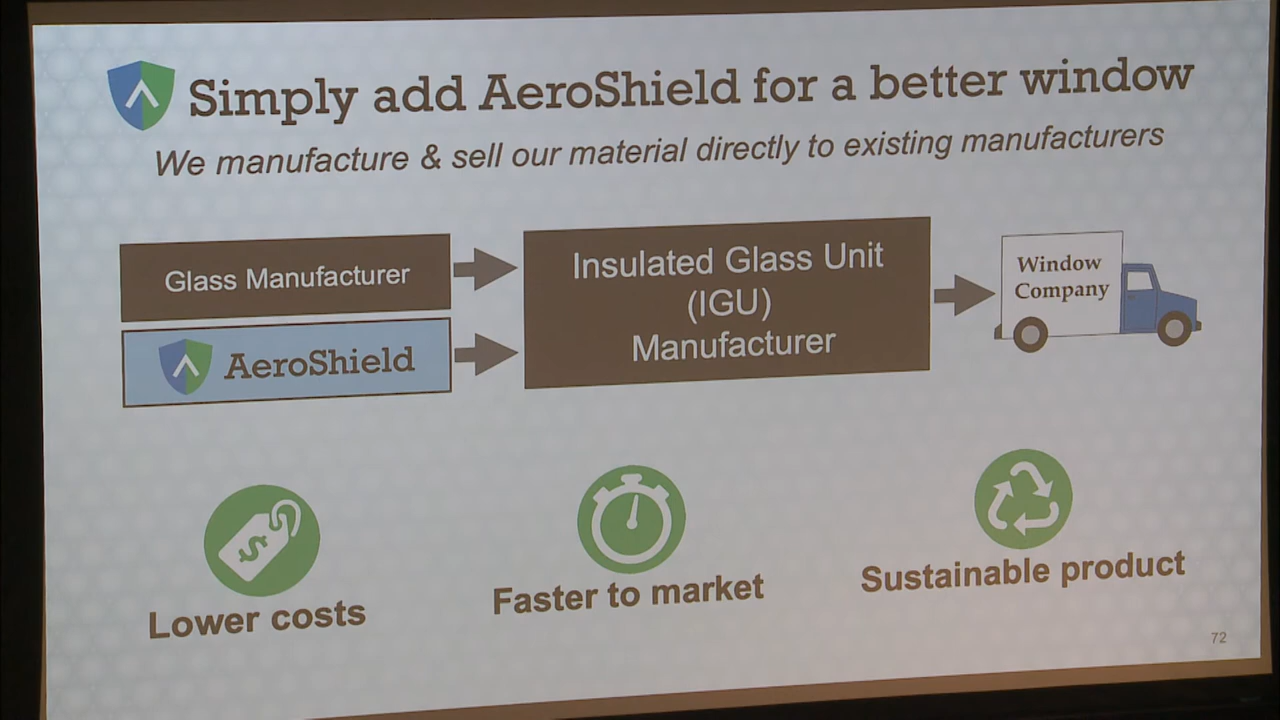 Simply add AeroShield for a better window
We manufacture & sell our material directly to existing manufacturers
Glass Manufacturer
AeroShield
Insulated Glass Unit
(IGU)
Manufacturer
Window
Company
$
Lower costs
Faster to market
Sustainable product
72